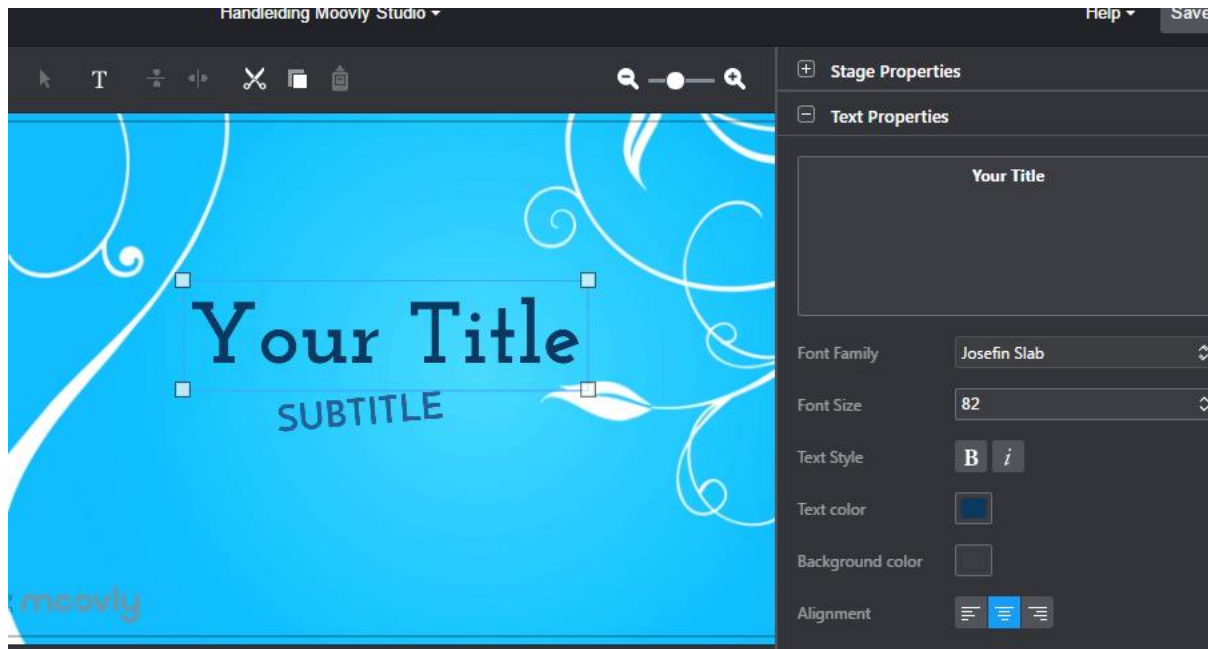 Handleiding Moovly Studio
Help
Save
T
Stage Properties
Text Properties
Your Title
Your Title
SUBTITLE
Font Family
Josefin Slab
Font Size
82
Text Style
B i
Text color
Background color
Alignment
moovly